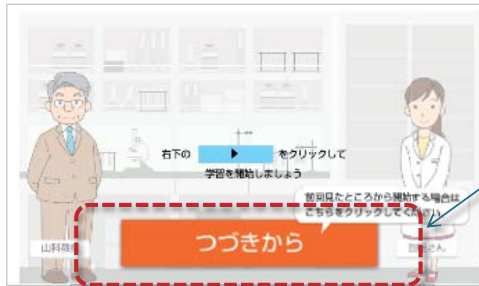 右下の ▶ をクリックして
学習を開始しましょう
前回見たところから開始する場合は
こちらをクリックしてください
つづきから
山科教授
さん